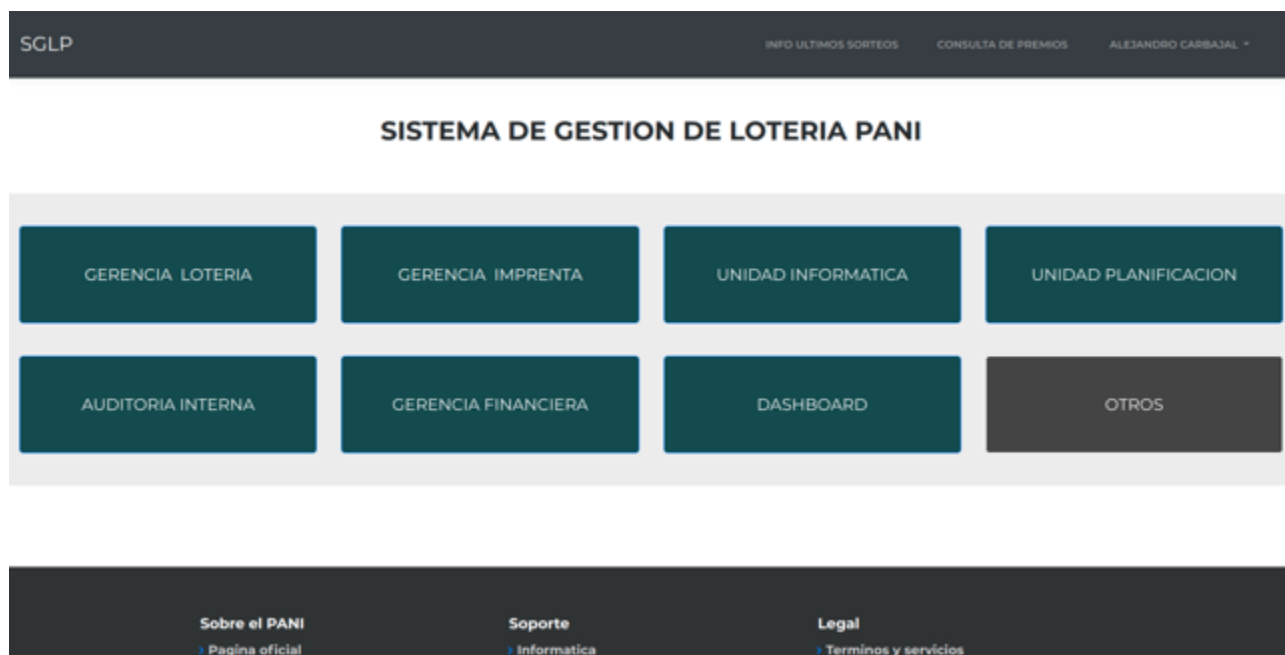 SGLP INFO ULTIMOS SORTEOS CONSULTA DE PREMIOS ALEJANDRO CARBAJAL
SISTEMA DE GESTION DE LOTERIA PANI
GERENCIA LOTERIA GERENCIA IMPRENTA UNIDAD INFORMATICA UNIDAD PLANIFICACION
AUDITORIA INTERNA GERENCIA FINANCIERA DASHBOARD OTROS
Sobre el PANI Soporte Legal
› Pagina oficial › Informatica › Terminos y servicios